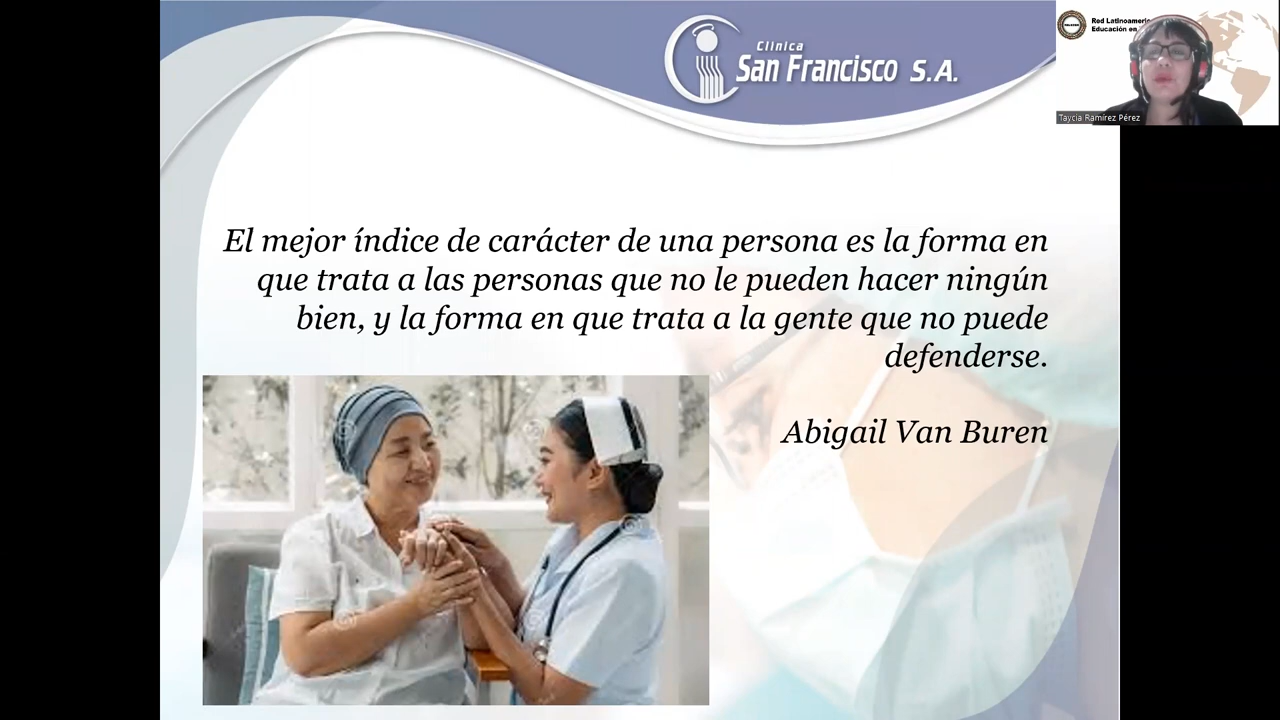 Clínica
San Francisco S.A.
Red Latinoameri
Educación en
Taycia Ramírez Pérez
El mejor índice de carácter de una persona es la forma en
que trata a las personas que no le pueden hacer ningún
bien, y la forma en que trata a la gente que no puede
defenderse.
Abigail Van Buren